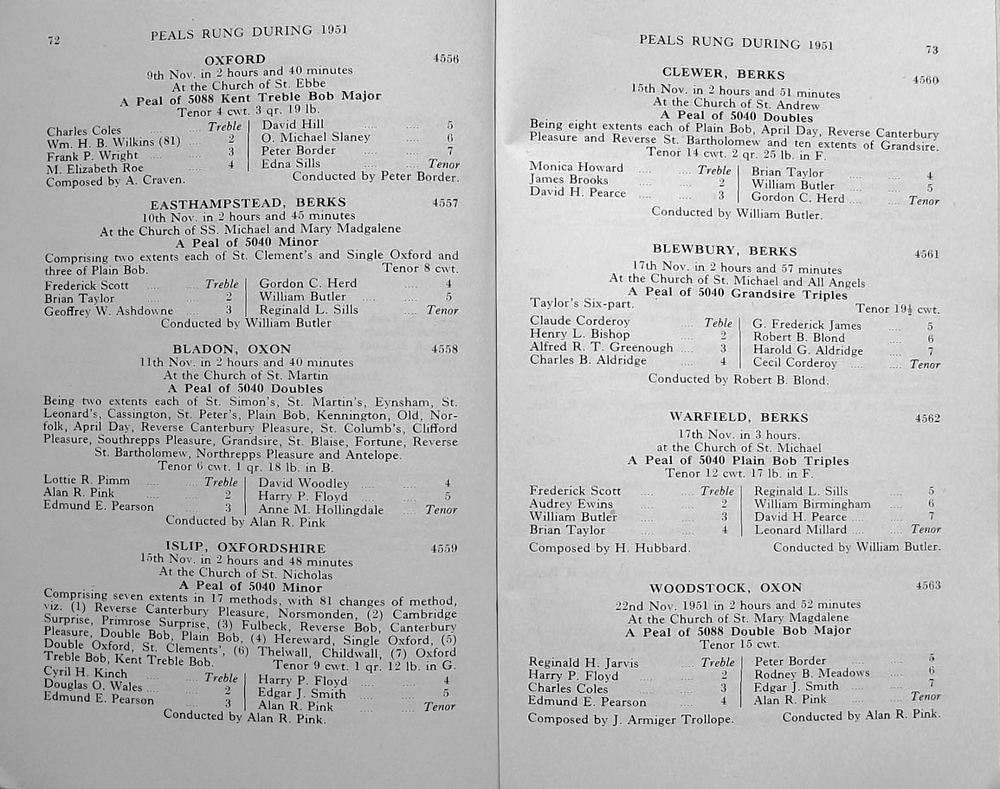 72
PEALS RUNG DURING 1951
OXFORD 4556
9th Nov. in 2 hours and 40 minutes
At the Church of St. Ebbe
A Peal of 5088 Kent Treble Bob Major
Tenor 4 cwt. 3 qr. 19 lb.
Charles Coles .... Treble | David Hill .... 5
Wm. H. B. Wilkins (81) .... 2 | O. Michael Slaney .... 6
Frank P. Wright .... 3 | Peter Border .... 7
M. Elizabeth Roe .... 4 | Edna Sills .... Tenor
Composed by A. Craven. Conducted by Peter Border.
EASTHAMPSTEAD, BERKS 4557
10th Nov. in 2 hours and 45 minutes
At the Church of SS. Michael and Mary Madgalene
A Peal of 5040 Minor
Comprising two extents each of St. Clement's and Single Oxford and
three of Plain Bob. Tenor 8 cwt.
Frederick Scott .... Treble | Gordon C. Herd .... 4
Brian Taylor .... 2 | William Butler .... 5
Geoffrey W. Ashdowne .... 3 | Reginald L. Sills .... Tenor
Conducted by William Butler
BLADON, OXON 4558
11th Nov. in 2 hours and 40 minutes
At the Church of St. Martin
A Peal of 5040 Doubles
Being two extents each of St. Simon's, St. Martin's, Eynsham, St.
Leonard's, Cassington, St. Peter's, Plain Bob, Kennington, Old, Nor-
folk, April Day, Reverse Canterbury Pleasure, St. Columb's, Clifford
Pleasure, Southrepps Pleasure, Grandsire, St. Blaise, Fortune, Reverse
St. Bartholomew, Northrepps Pleasure and Antelope.
Tenor 6 cwt. 1 qr. 18 lb. in B.
Lottie R. Pimm .... Treble | David Woodley .... 4
Alan R. Pink .... 2 | Harry P. Floyd .... 5
Edmund E. Pearson .... 3 | Anne M. Hollingdale .... Tenor
Conducted by Alan R. Pink
ISLIP, OXFORDSHIRE 4559
15th Nov. in 2 hours and 48 minutes
At the Church of St. Nicholas
A Peal of 5040 Minor
Comprising seven extents in 17 methods, with 81 changes of method,
viz. (1) Reverse Canterbury Pleasure, Norsmonden, (2) Cambridge
Surprise, Primrose Surprise, (3) Fulbeck, Reverse Bob, Canterbury
Pleasure, Double Bob, Plain Bob, (4) Hereward, Single Oxford, (5)
Double Oxford, St. Clements', (6) Thelwall, Childwall, (7) Oxford
Treble Bob, Kent Treble Bob. Tenor 9 cwt. 1 qr. 12 lb. in G.
Cyril H. Kinch .... Treble | Harry P. Floyd .... 4
Douglas O. Wales .... 2 | Edgar J. Smith .... 5
Edmund E. Pearson .... 3 | Alan R. Pink .... Tenor
Conducted by Alan R. Pink.
PEALS RUNG DURING 1951
73
CLEWER, BERKS 4560
15th Nov. in 2 hours and 51 minutes
At the Church of St. Andrew
A Peal of 5040 Doubles
Being eight extents each of Plain Bob, April Day, Reverse Canterbury
Pleasure and Reverse St. Bartholomew and ten extents of Grandsire.
Tenor 14 cwt. 2 qr. 25 lb. in F.
Monica Howard .... Treble | Brian Taylor .... 4
James Brooks .... 2 | William Butler .... 5
David H. Pearce .... 3 | Gordon C. Herd .... Tenor
Conducted by William Butler.
BLEWBURY, BERKS 4561
17th Nov. in 2 hours and 57 minutes
At the Church of St. Michael and All Angels
A Peal of 5040 Grandsire Triples
Taylor's Six-part. Tenor 19½ cwt.
Claude Corderoy .... Teble | G. Frederick James .... 5
Henry L. Bishop .... 2 | Robert B. Blond .... 6
Alfred R. T. Greenough .... 3 | Harold G. Aldridge .... 7
Charles B. Aldridge .... 4 | Cecil Corderoy .... Tenor
Conducted by Robert B. Blond.
WARFIELD, BERKS 4562
17th Nov. in 3 hours.
at the Church of St. Michael
A Peal of 5040 Plain Bob Triples
Tenor 12 cwt. 17 lb. in F.
Frederick Scott .... Treble | Reginald L. Sills .... 5
Audrey Ewins .... 2 | William Birmingham .... 6
William Butler .... 3 | David H. Pearce .... 7
Brian Taylor .... 4 | Leonard Millard .... Tenor
Composed by H. Hubbard. Conducted by William Butler.
WOODSTOCK, OXON 4563
22nd Nov. 1951 in 2 hours and 52 minutes
At the Church of St. Mary Magdalene
A Peal of 5088 Double Bob Major
Tenor 15 cwt.
Reginald H. Jarvis .... Treble | Peter Border .... 5
Harry P. Floyd .... 2 | Rodney B. Meadows .... 6
Charles Coles .... 3 | Edgar J. Smith .... 7
Edmund E. Pearson .... 4 | Alan R. Pink .... Tenor
Composed by J. Armiger Trollope. Conducted by Alan R. Pink.